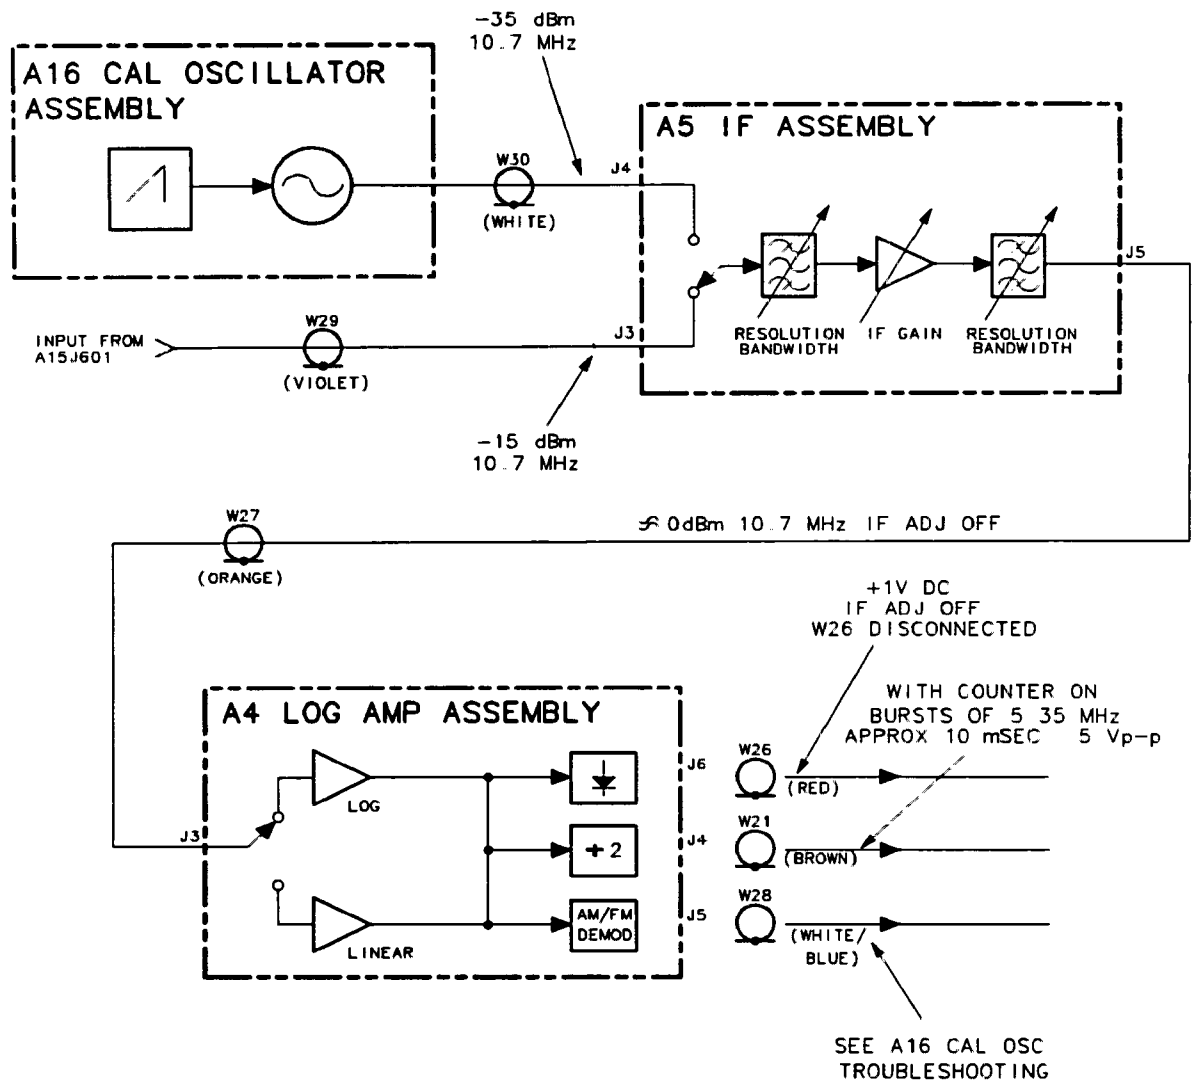 -35 dBm
10.7 MHz
A16 CAL OSCILLATOR
ASSEMBLY
W30
(WHITE)
J4
A5 IF ASSEMBLY
J5
RESOLUTION
BANDWIDTH
IF GAIN
RESOLUTION
BANDWIDTH
INPUT FROM
A15J601
W29
(VIOLET)
J3
-15 dBm
10.7 MHz
W27
(ORANGE)
0dBm 10.7 MHz IF ADJ OFF
+1V DC
IF ADJ OFF
W26 DISCONNECTED
WITH COUNTER ON
BURSTS OF 5 35 MHz
APPROX 10 mSEC 5 Vp-p
A4 LOG AMP ASSEMBLY
J3
LOG
LINEAR
÷2
AM/FM
DEMOD
J6
W26
(RED)
J4
W21
(BROWN)
J5
W28
(WHITE/
BLUE)
SEE A16 CAL OSC
TROUBLESHOOTING